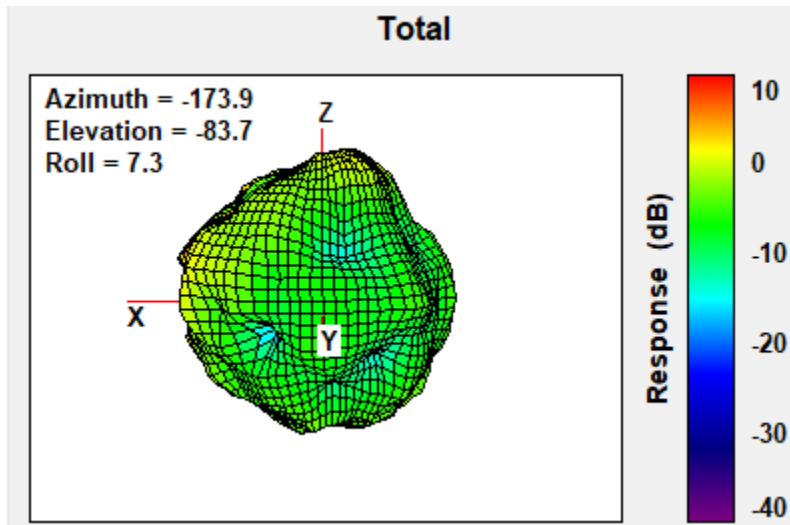 Total
Azimuth = -173.9
Elevation = -83.7
Roll = 7.3
Z
X
Y
10
0
-10
-20
-30
-40
Response (dB)